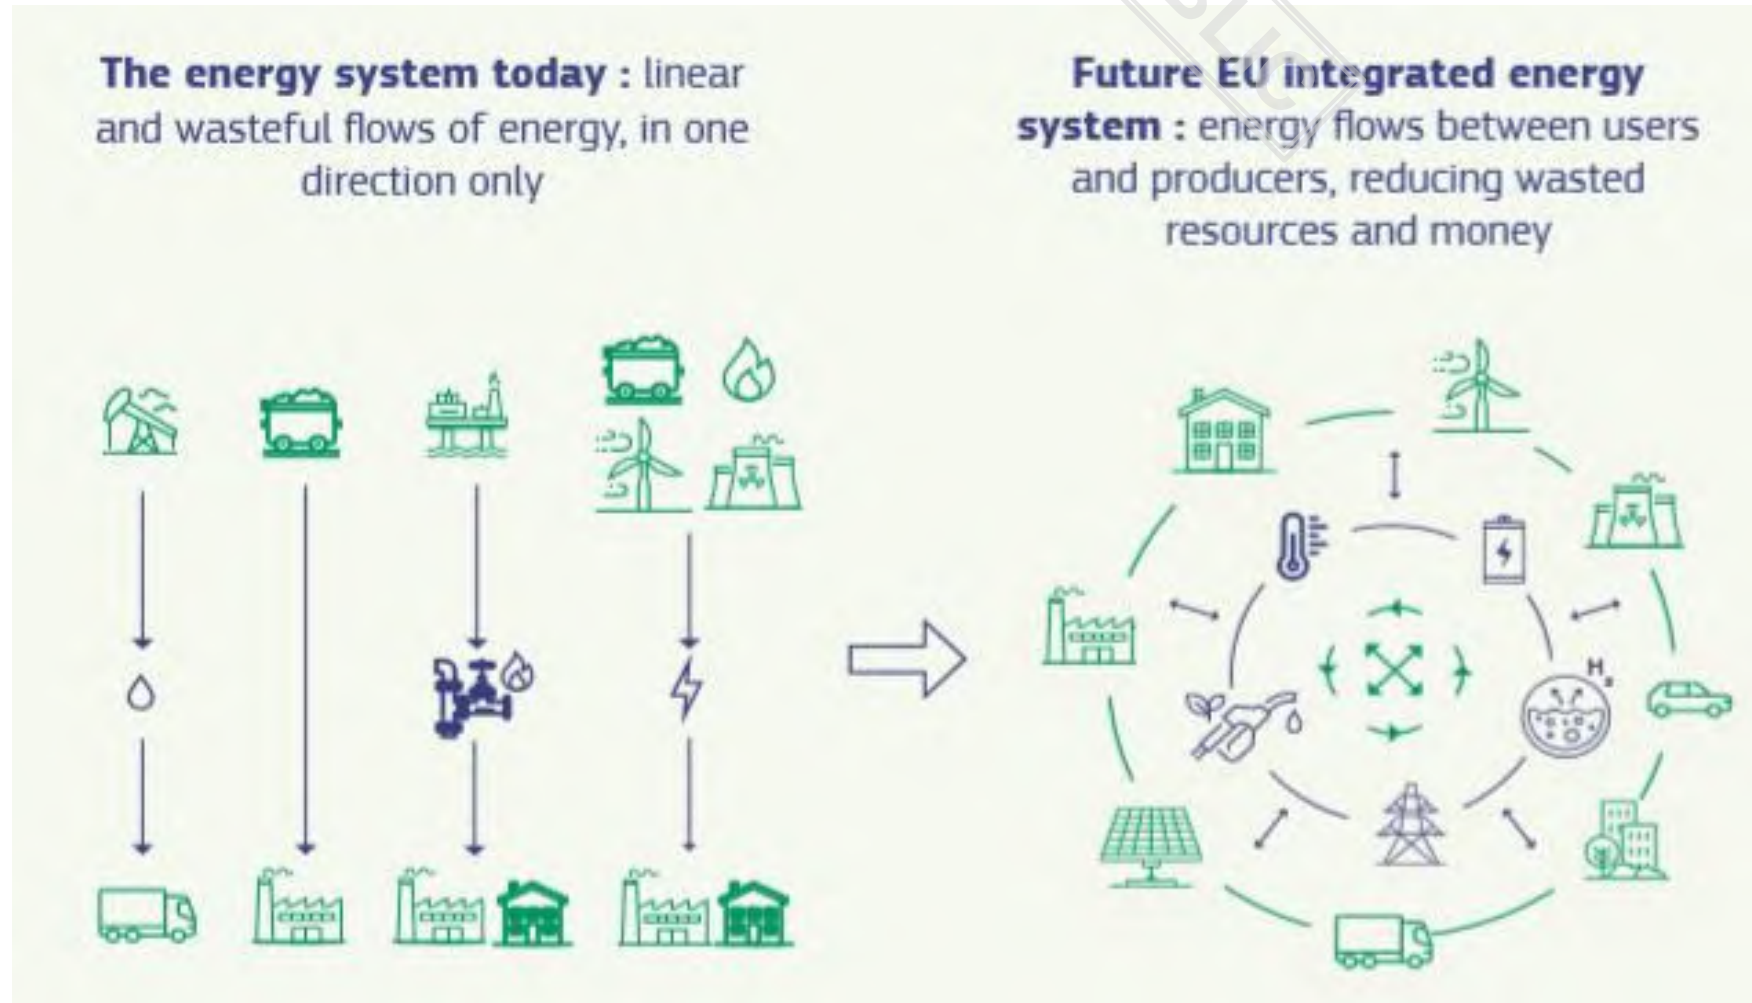 The energy system today : linear
and wasteful flows of energy, in one
direction only
Future EU integrated energy
system : energy flows between users
and producers, reducing wasted
resources and money
H₂